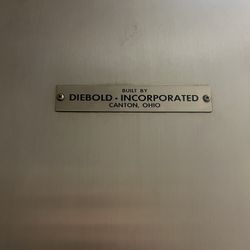 BUILT BY
DIEBOLD - INCORPORATED
CANTON, OHIO